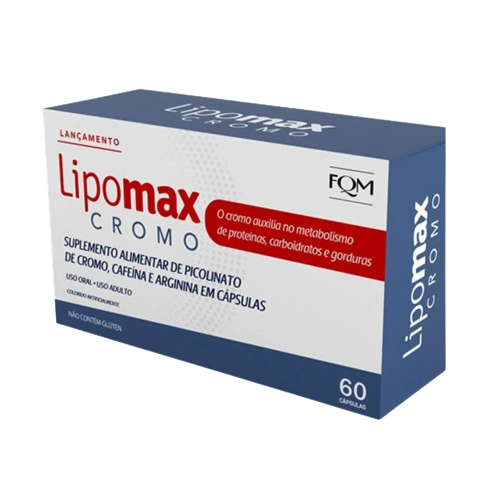 Lipomax
CROMO
LANÇAMENTO
Lipomax
CROMO
FQM
O cromo auxilia no metabolismo
de proteínas, carboidratos e gorduras
SUPLEMENTO ALIMENTAR DE PICOLINATO
DE CROMO, CAFEÍNA E ARGININA EM CÁPSULAS
USO ORAL • USO ADULTO
COLORIDO ARTIFICIALMENTE
NÃO CONTÉM GLÚTEN
60
CÁPSULAS
Lipomax
CROMO